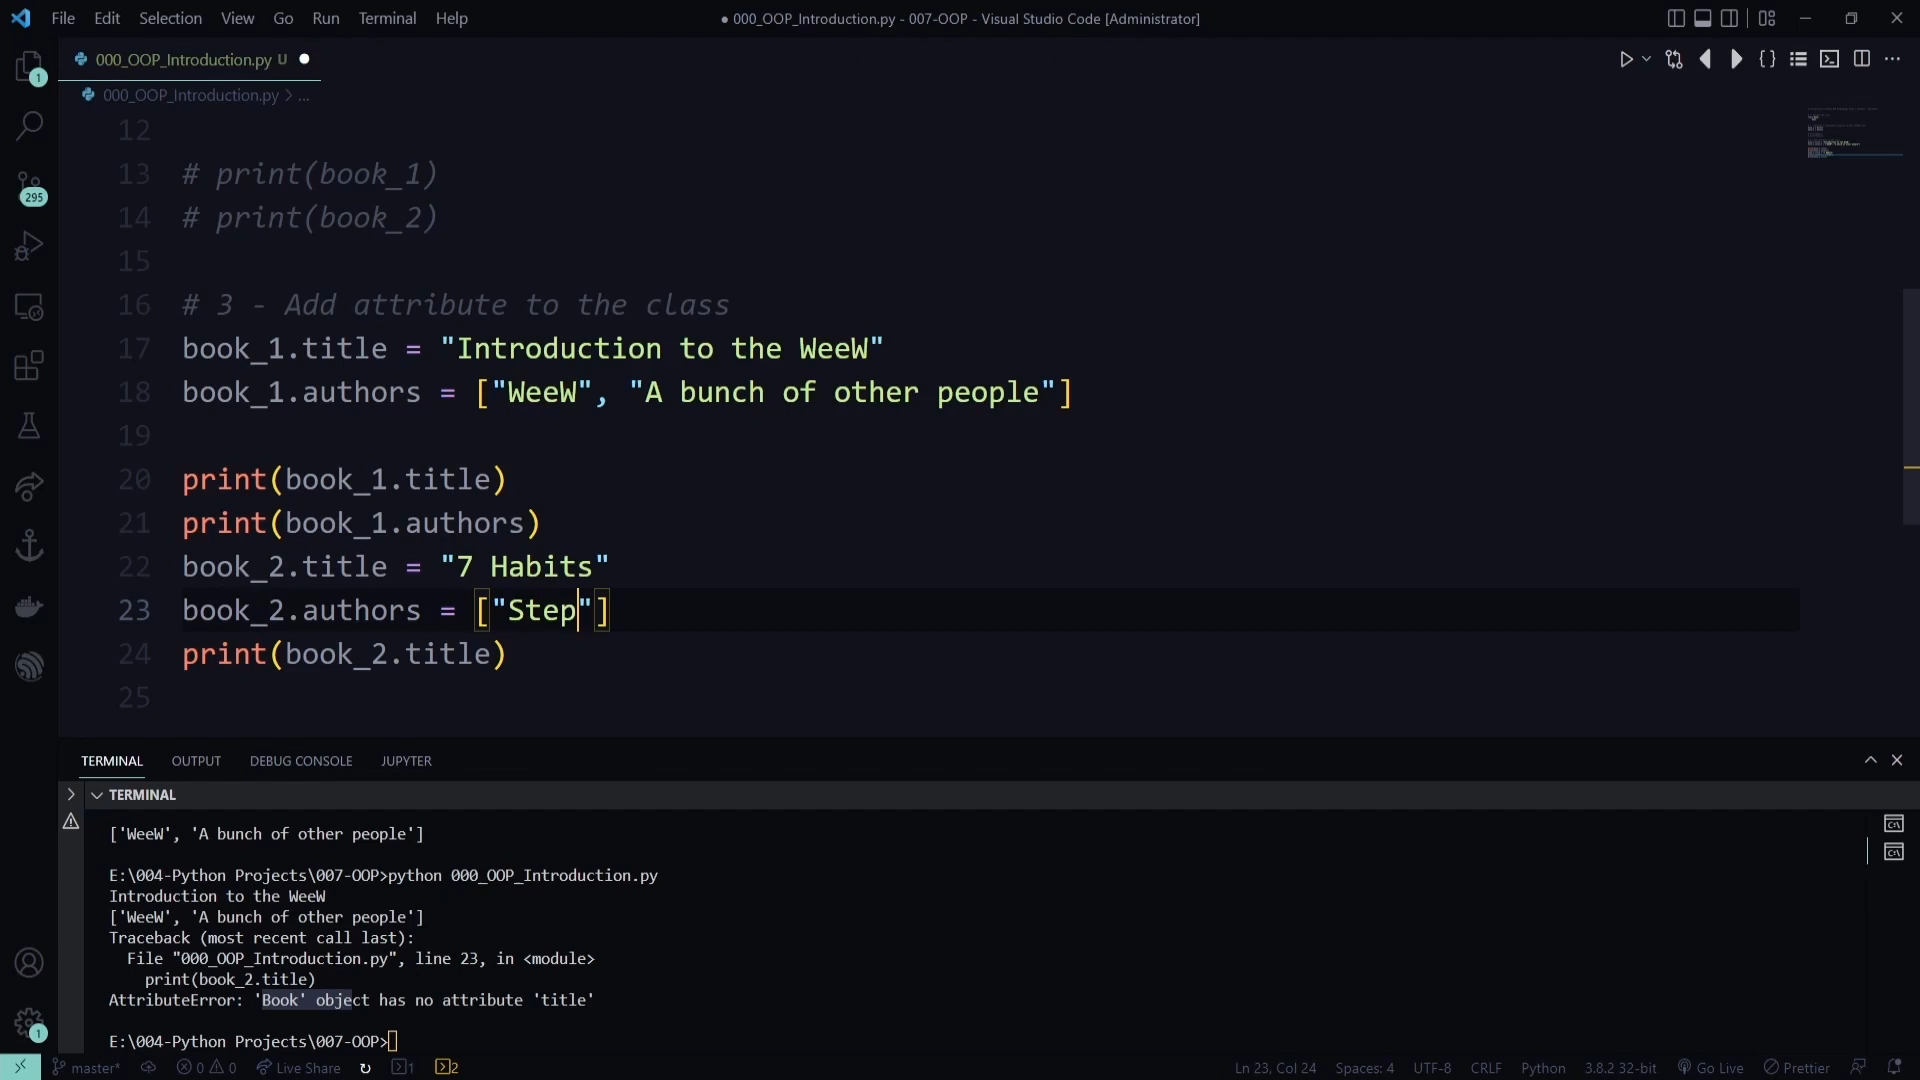 File Edit Selection View Go Run Terminal Help
● 000_OOP_Introduction.py - 007-OOP - Visual Studio Code [Administrator]
000_OOP_Introduction.py U
000_OOP_Introduction.py > ...
1
295
12
13 # print(book_1)
14 # print(book_2)
15
16 # 3 - Add attribute to the class
17 book_1.title = "Introduction to the WeeW"
18 book_1.authors = ["WeeW", "A bunch of other people"]
19
20 print(book_1.title)
21 print(book_1.authors)
22 book_2.title = "7 Habits"
23 book_2.authors = ["Step"]
24 print(book_2.title)
25
TERMINAL OUTPUT DEBUG CONSOLE JUPYTER
TERMINAL
['WeeW', 'A bunch of other people']
E:\004-Python Projects\007-OOP>python 000_OOP_Introduction.py
Introduction to the WeeW
['WeeW', 'A bunch of other people']
Traceback (most recent call last):
File "000_OOP_Introduction.py", line 23, in <module>
print(book_2.title)
AttributeError: 'Book' object has no attribute 'title'
E:\004-Python Projects\007-OOP>
1
master* 0 0 Live Share 1 2 Ln 23, Col 24 Spaces: 4 UTF-8 CRLF Python 3.8.2 32-bit Go Live Prettier